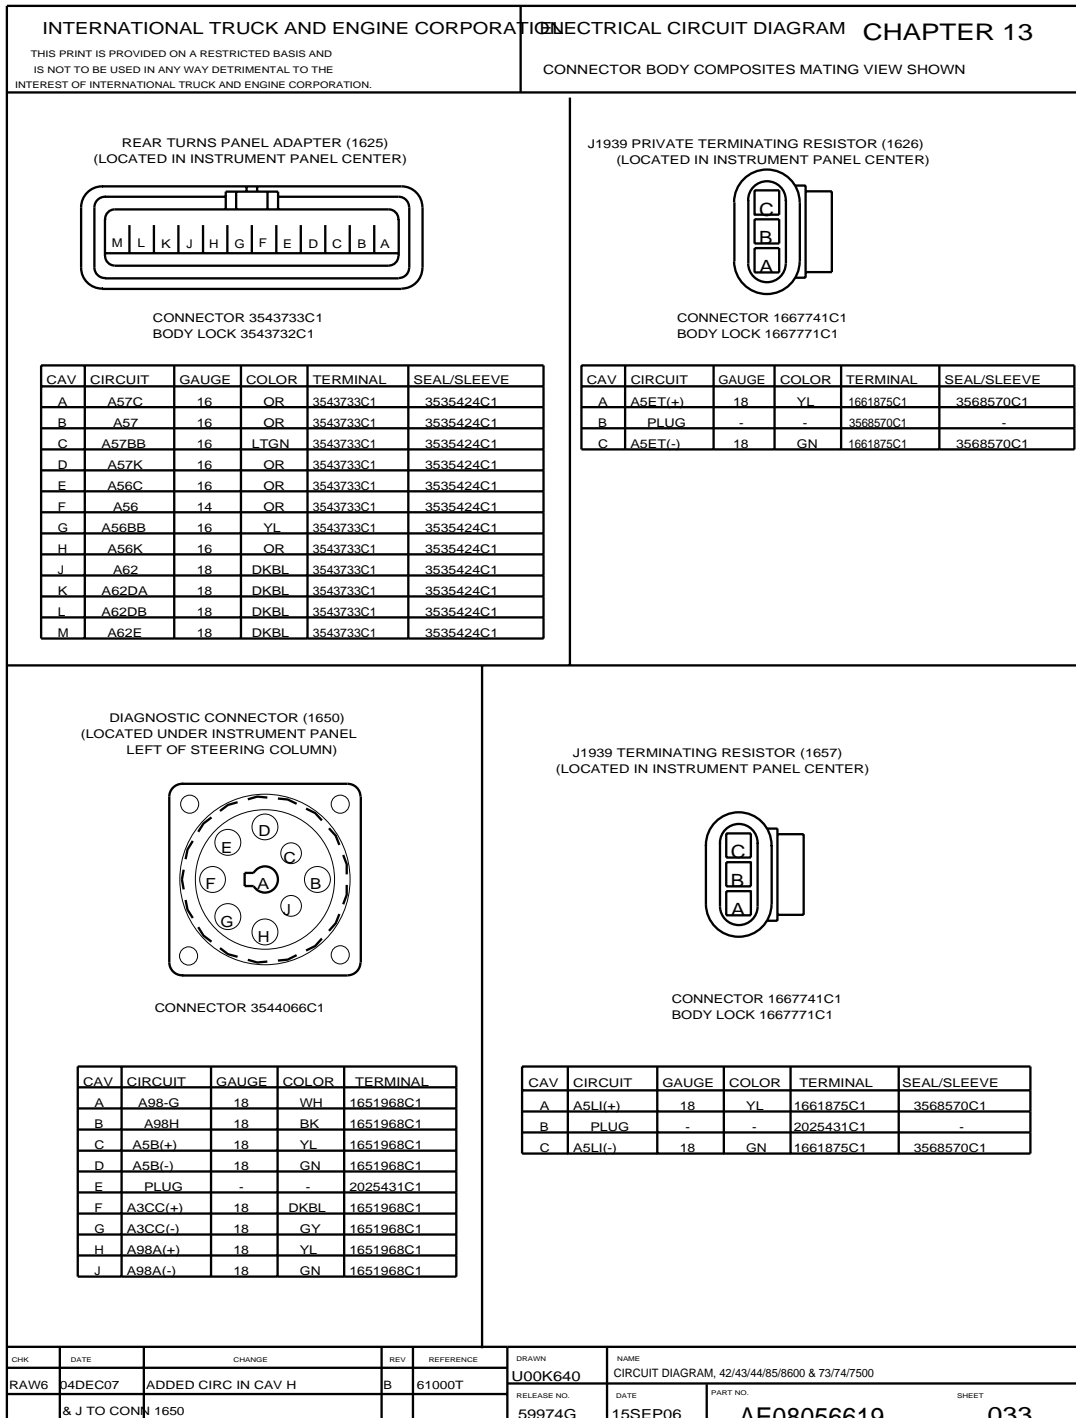 INTERNATIONAL TRUCK AND ENGINE CORPORATION
THIS PRINT IS PROVIDED ON A RESTRICTED BASIS AND
IS NOT TO BE USED IN ANY WAY DETRIMENTAL TO THE
INTEREST OF INTERNATIONAL TRUCK AND ENGINE CORPORATION.
ELECTRICAL CIRCUIT DIAGRAM CHAPTER 13
CONNECTOR BODY COMPOSITES MATING VIEW SHOWN
REAR TURNS PANEL ADAPTER (1625)
(LOCATED IN INSTRUMENT PANEL CENTER)
M L K J H G F E D C B A
CONNECTOR 3543733C1
BODY LOCK 3543732C1
CAV CIRCUIT GAUGE COLOR TERMINAL SEAL/SLEEVE
A A57C 16 OR 3543733C1 3535424C1
B A57 16 OR 3543733C1 3535424C1
C A57BB 16 LTGN 3543733C1 3535424C1
D A57K 16 OR 3543733C1 3535424C1
E A56C 16 OR 3543733C1 3535424C1
F A56 14 OR 3543733C1 3535424C1
G A56BB 16 YL 3543733C1 3535424C1
H A56K 16 OR 3543733C1 3535424C1
J A62 18 DKBL 3543733C1 3535424C1
K A62DA 18 DKBL 3543733C1 3535424C1
L A62DB 18 DKBL 3543733C1 3535424C1
M A62E 18 DKBL 3543733C1 3535424C1
J1939 PRIVATE TERMINATING RESISTOR (1626)
(LOCATED IN INSTRUMENT PANEL CENTER)
C
B
A
CONNECTOR 1667741C1
BODY LOCK 1667771C1
CAV CIRCUIT GAUGE COLOR TERMINAL SEAL/SLEEVE
A A5ET(+) 18 YL 1661875C1 3568570C1
B PLUG - - 3568570C1 -
C A5ET(-) 18 GN 1661875C1 3568570C1
DIAGNOSTIC CONNECTOR (1650)
(LOCATED UNDER INSTRUMENT PANEL
LEFT OF STEERING COLUMN)
D
E C
F A B
G J
H
CONNECTOR 3544066C1
CAV CIRCUIT GAUGE COLOR TERMINAL
A A98-G 18 WH 1651968C1
B A98H 18 BK 1651968C1
C A5B(+) 18 YL 1651968C1
D A5B(-) 18 GN 1651968C1
E PLUG - - 2025431C1
F A3CC(+) 18 DKBL 1651968C1
G A3CC(-) 18 GY 1651968C1
H A98A(+) 18 YL 1651968C1
J A98A(-) 18 GN 1651968C1
J1939 TERMINATING RESISTOR (1657)
(LOCATED IN INSTRUMENT PANEL CENTER)
C
B
A
CONNECTOR 1667741C1
BODY LOCK 1667771C1
CAV CIRCUIT GAUGE COLOR TERMINAL SEAL/SLEEVE
A A5LI(+) 18 YL 1661875C1 3568570C1
B PLUG - - 2025431C1 -
C A5LI(-) 18 GN 1661875C1 3568570C1
CHK DATE CHANGE REV REFERENCE
RAW6 04DEC07 ADDED CIRC IN CAV H B 61000T
& J TO CONN 1650
DRAWN
U00K640
NAME
CIRCUIT DIAGRAM, 42/43/44/85/8600 & 73/74/7500
RELEASE NO. DATE PART NO. SHEET
59974G 15SEP06 AE08056619 033